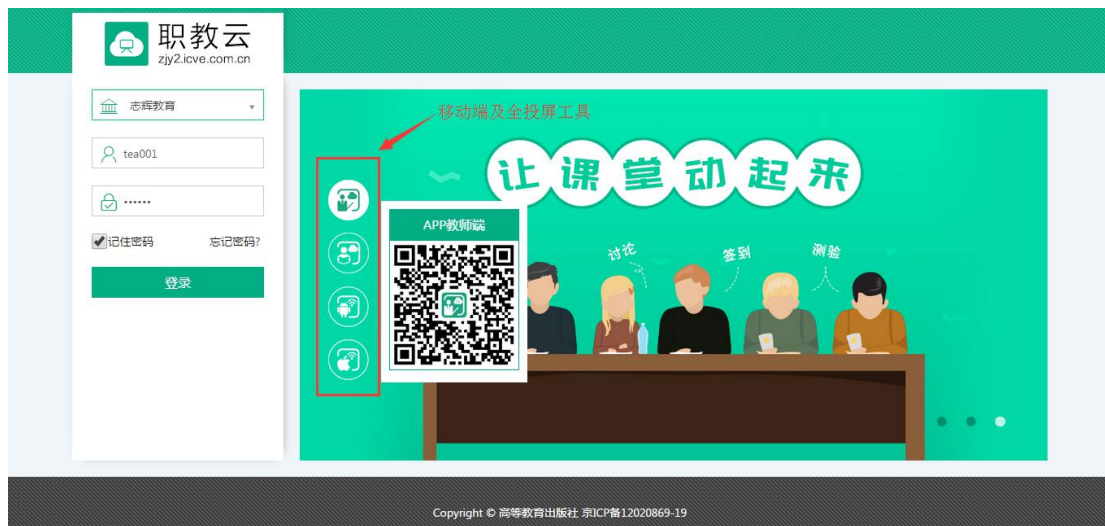 职教云
zjy2.icve.com.cn
志辉教育
tea001
记住密码
忘记密码?
登录
移动端及全投屏工具
让课堂动起来
APP教师端
讨论
签到
测验
Copyright © 高等教育出版社 京ICP备12020869-19